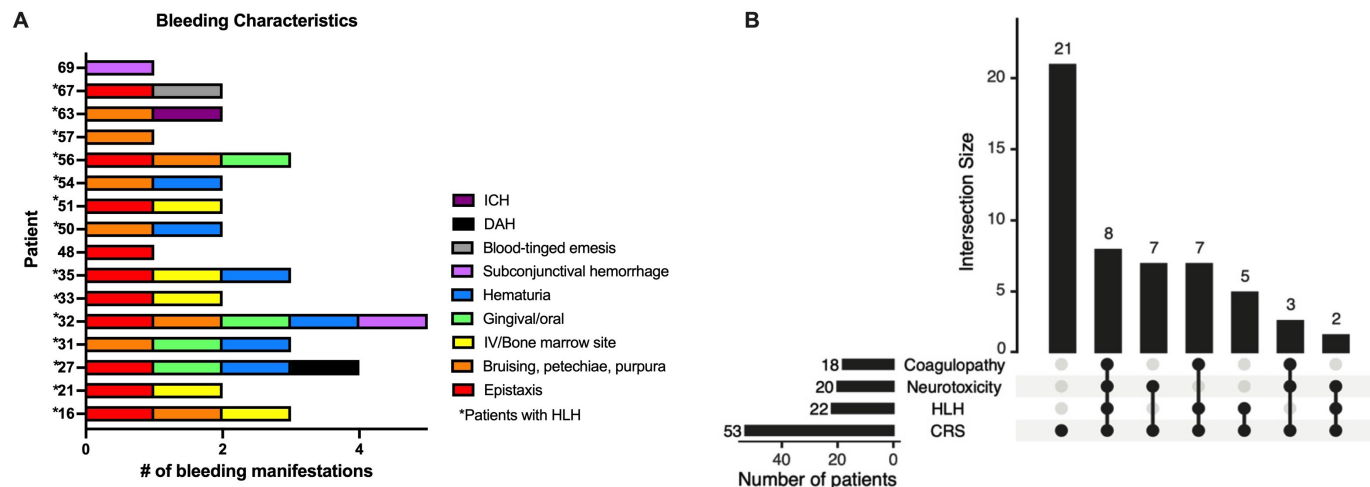 A
Bleeding Characteristics
Patient
69
*67
*63
*57
*56
*54
*51
*50
48
*35
*33
*32
*31
*27
*21
*16
0 2 4
# of bleeding manifestations
ICH
DAH
Blood-tinged emesis
Subconjunctival hemorrhage
Hematuria
Gingival/oral
IV/Bone marrow site
Bruising, petechiae, purpura
Epistaxis
*Patients with HLH
B
Intersection Size
20
15
10
5
0
21 8 7 7 5 3 2
18 Coagulopathy
20 Neurotoxicity
22 HLH
53 CRS
40 20 0
Number of patients